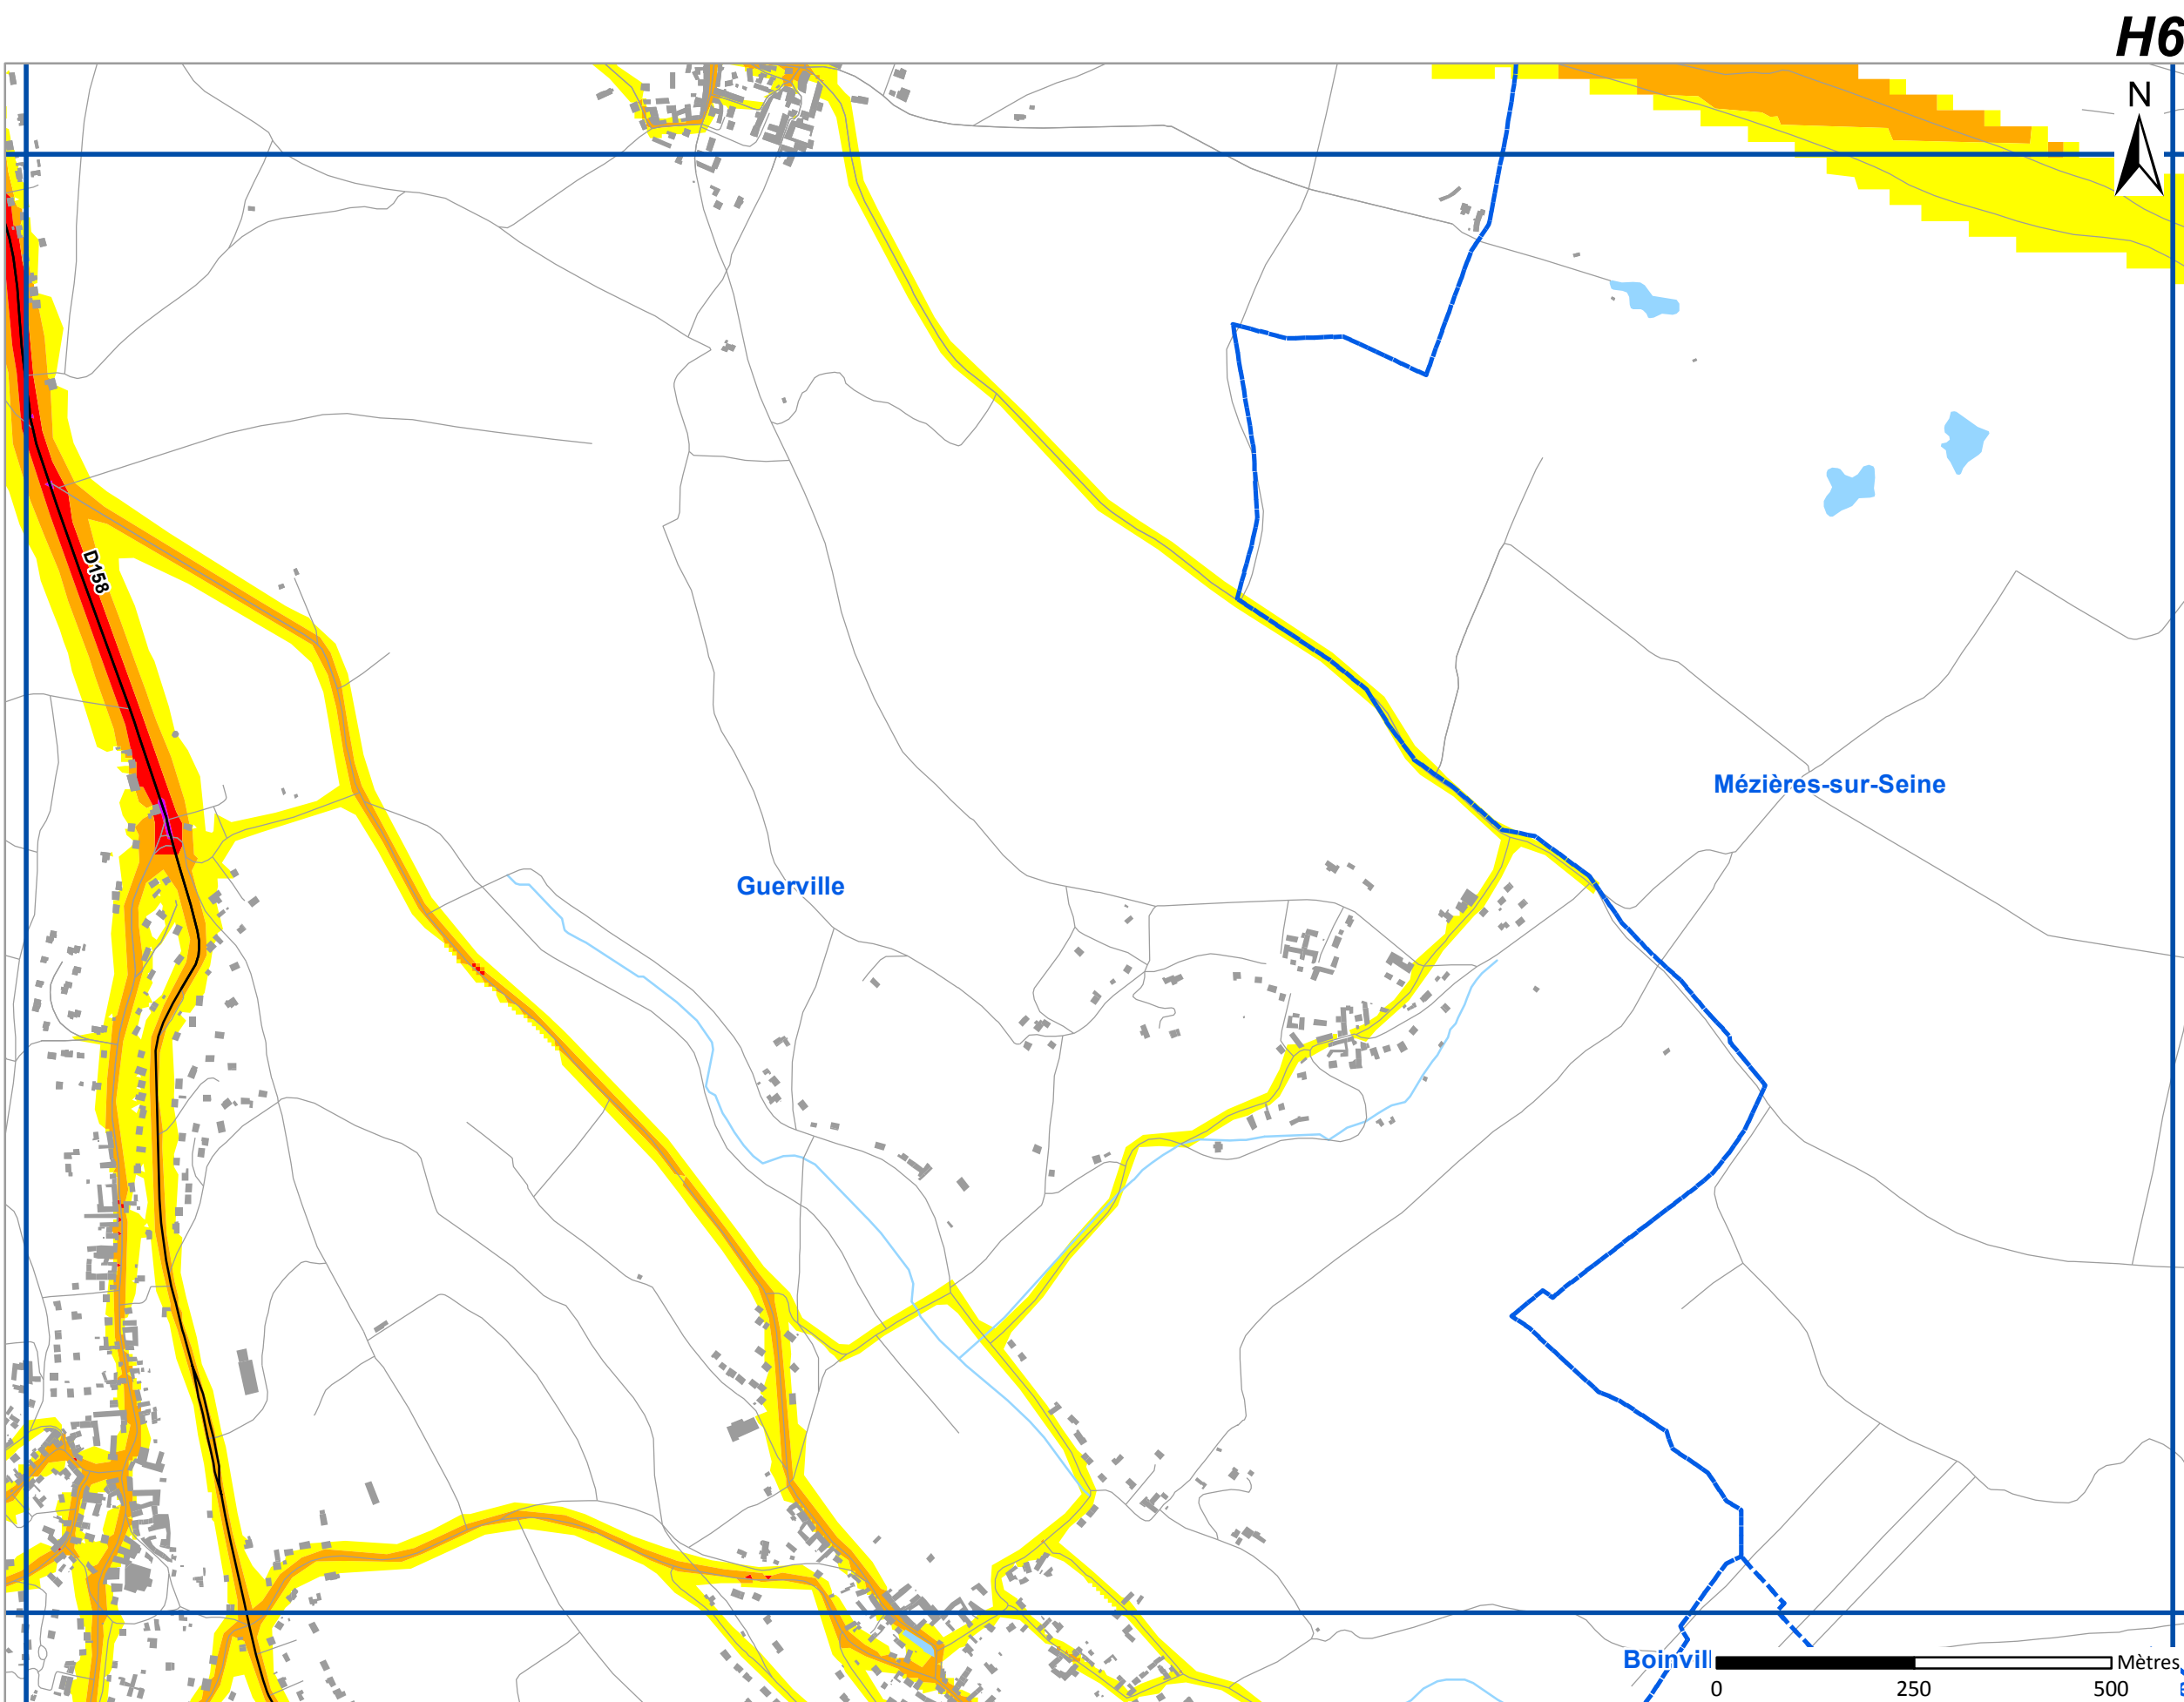 H6
N
D158
Mézières-sur-Seine
Guerville
Boinvill
Mètres
0 250 500